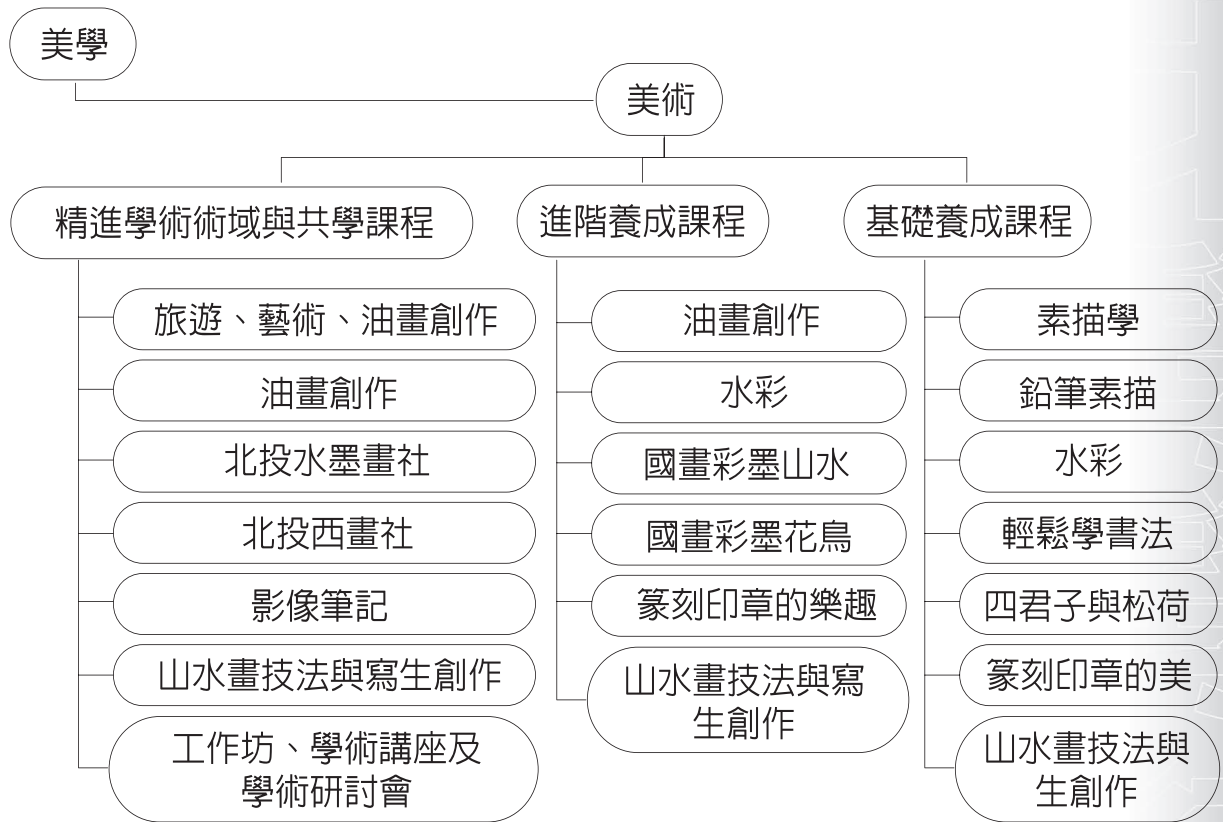 美學
美術
精進學術術域與共學課程
進階養成課程
基礎養成課程
旅遊、藝術、油畫創作
油畫創作
北投水墨畫社
北投西畫社
影像筆記
山水畫技法與寫生創作
工作坊、學術講座及
學術研討會
油畫創作
水彩
國畫彩墨山水
國畫彩墨花鳥
篆刻印章的樂趣
山水畫技法與寫
生創作
素描學
鉛筆素描
水彩
輕鬆學書法
四君子與松荷
篆刻印章的美
山水畫技法與
生創作